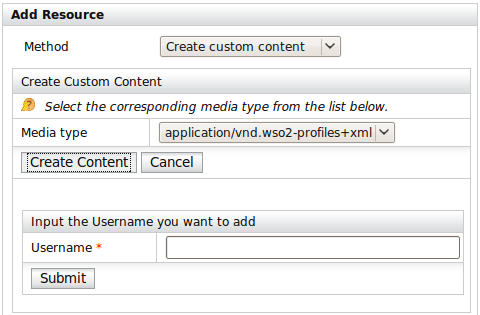 Add Resource
Method Create custom content
Create Custom Content
? Select the corresponding media type from the list below.
Media type application/vnd.wso2-profiles+xml
Create Content Cancel
Input the Username you want to add
Username *
Submit